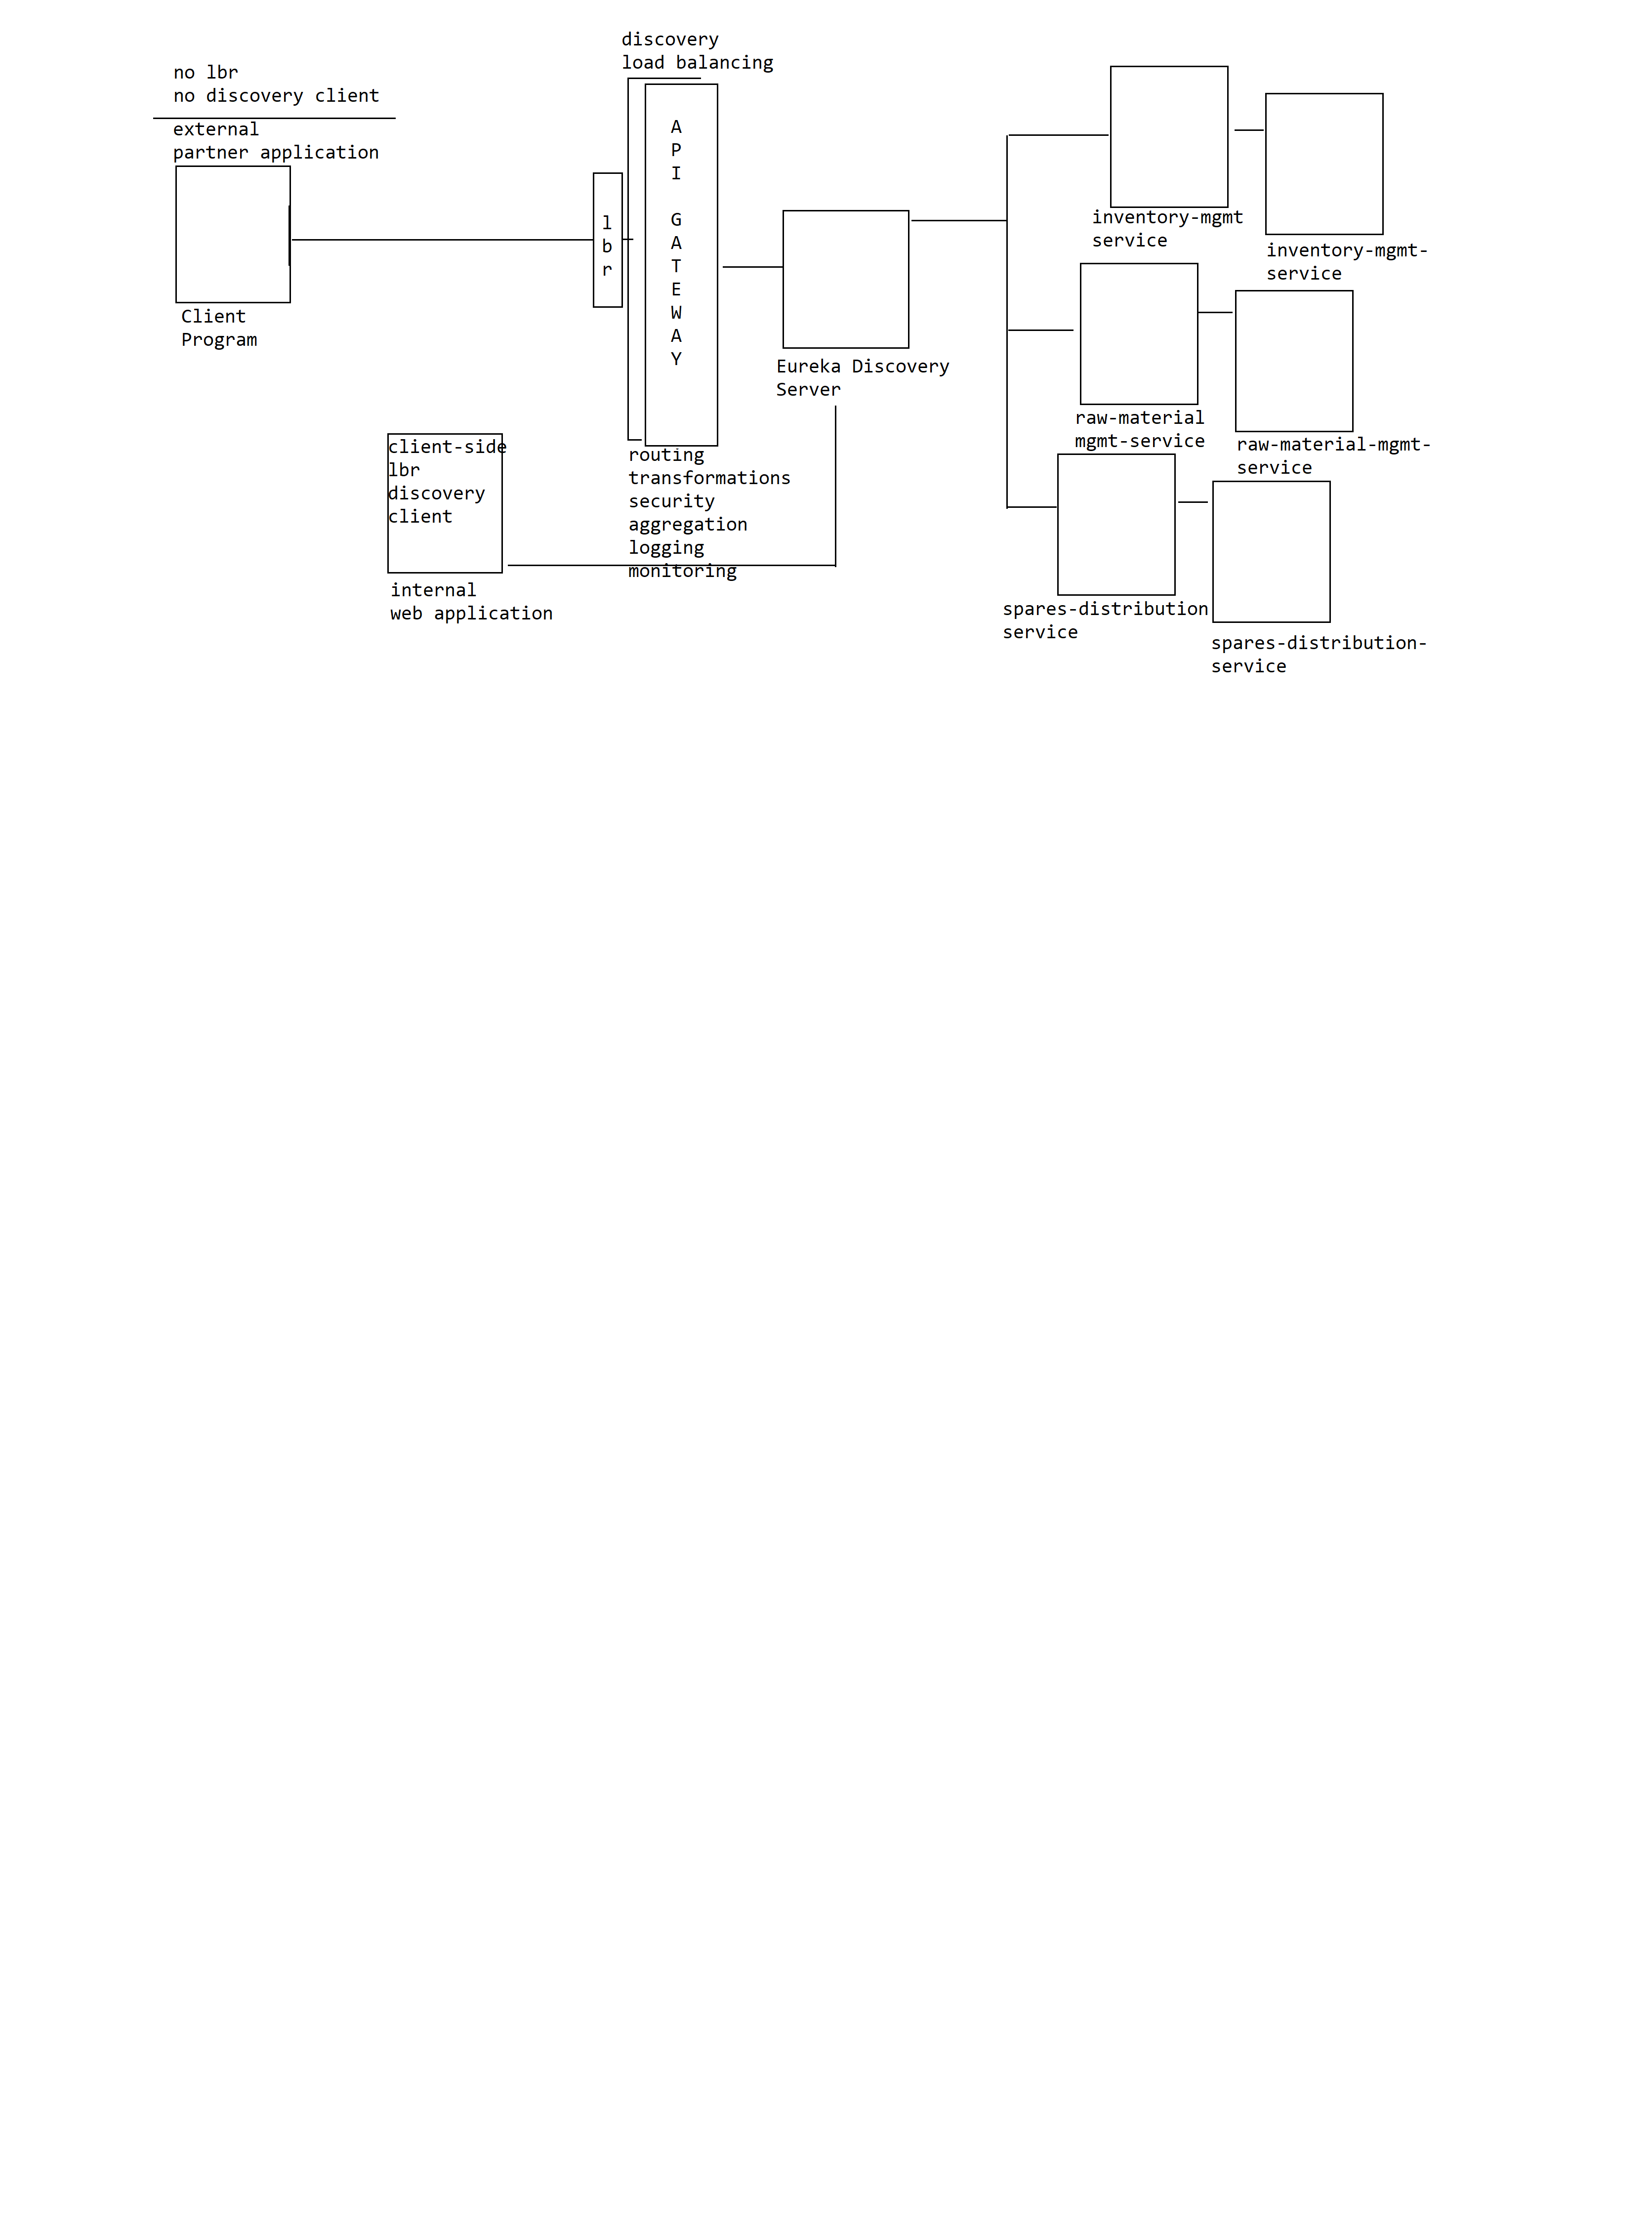 discovery
load balancing
no lbr
no discovery client
external
partner application
Client
Program
l
b
r
A
P
I
G
A
T
E
W
A
Y
Eureka Discovery
Server
routing
transformations
security
aggregation
logging
monitoring
client-side
lbr
discovery
client
internal
web application
inventory-mgmt
service
inventory-mgmt-
service
raw-material
mgmt-service
raw-material-mgmt-
service
spares-distribution
service
spares-distribution-
service